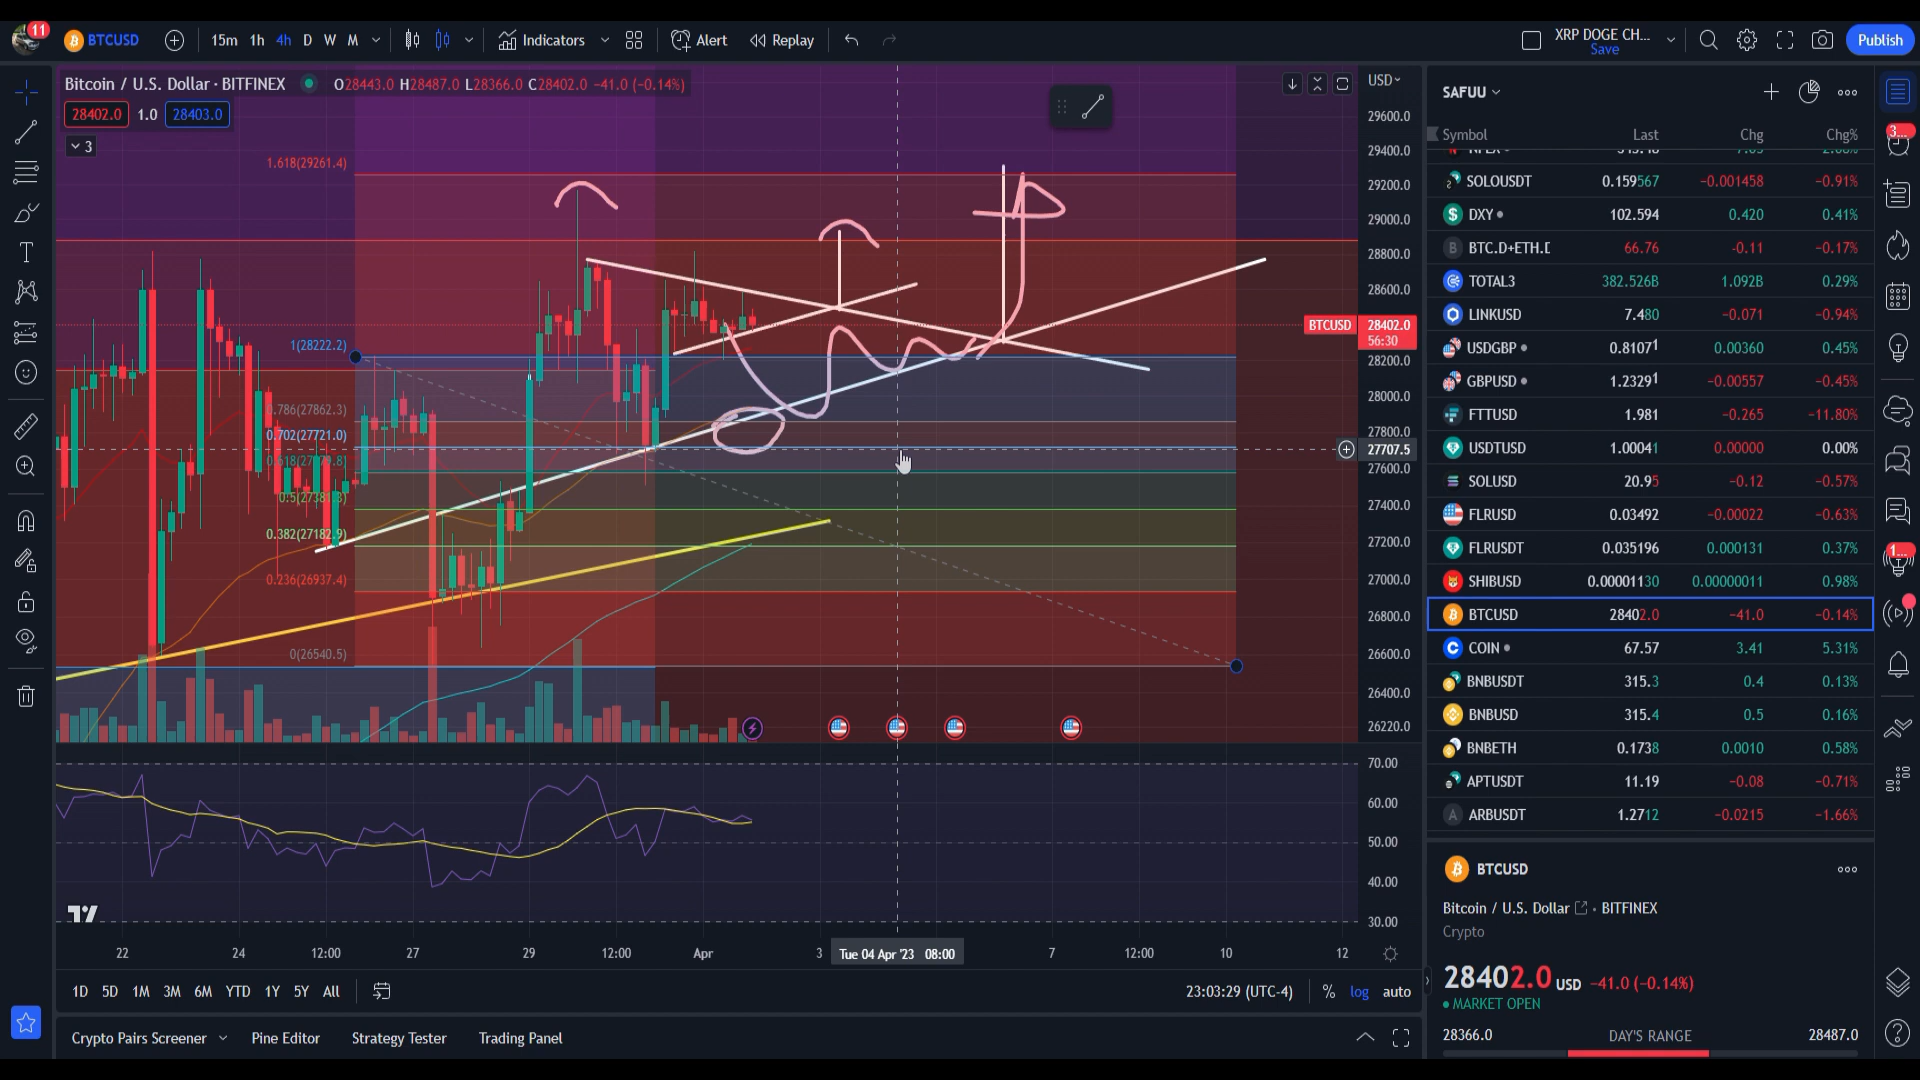 11
BTCUSD
15m 1h 4h D W M
Indicators
Alert
Replay
XRP DOGE CH...
Save
Publish
Bitcoin / U.S. Dollar · BITFINEX
O28443.0 H28487.0 L28366.0 C28402.0 −41.0 (−0.14%)
28402.0 1.0 28403.0
3
USD
1.618(29261.4)
1(28222.2)
0.786(27862.3)
0.702(27721.0)
0.382(27182.9)
0.236(26937.4)
0(26540.5)
29600.0
29400.0
29200.0
29000.0
28800.0
28600.0
BTCUSD 28402.0
56:30
28200.0
28000.0
27800.0
27707.5
27600.0
27400.0
27200.0
27000.0
26800.0
26600.0
26400.0
26220.0
70.00
60.00
50.00
40.00
30.00
22 24 12:00 27 29 12:00 Apr 3 Tue 04 Apr '23 08:00 7 12:00 10 12
1D 5D 1M 3M 6M YTD 1Y 5Y All
23:03:29 (UTC-4) % log auto
Crypto Pairs Screener Pine Editor Strategy Tester Trading Panel
SAFUU
Symbol Last Chg Chg%
SOLOUSDT 0.159567 −0.001458 −0.91%
DXY 102.594 0.420 0.41%
BTC.D+ETH.D 66.76 −0.11 −0.17%
TOTAL3 382.526B 1.092B 0.29%
LINKUSD 7.480 −0.071 −0.94%
USDGBP 0.81071 0.00360 0.45%
GBPUSD 1.23291 −0.00557 −0.45%
FTTUSD 1.981 −0.265 −11.80%
USDTUSD 1.00041 0.00000 0.00%
SOLUSD 20.95 −0.12 −0.57%
FLRUSD 0.03492 −0.00022 −0.63%
FLRUSDT 0.035196 0.000131 0.37%
SHIBUSD 0.00001130 0.00000011 0.98%
BTCUSD 28402.0 −41.0 −0.14%
COIN 67.57 3.41 5.31%
BNBUSDT 315.3 0.4 0.13%
BNBUSD 315.4 0.5 0.16%
BNBETH 0.1738 0.0010 0.58%
APTUSDT 11.19 −0.08 −0.71%
ARBUSDT 1.2712 −0.0215 −1.66%
BTCUSD
Bitcoin / U.S. Dollar · BITFINEX
Crypto
28402.0 USD −41.0 (−0.14%)
MARKET OPEN
28366.0 DAY'S RANGE 28487.0
3...
1...